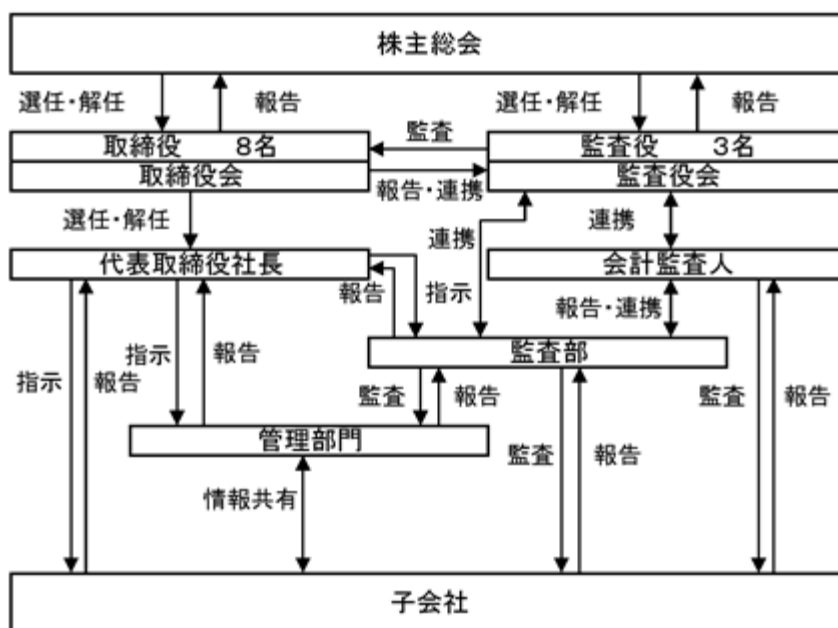 株主総会
選任・解任
報告
選任・解任
報告
取締役 8名
監査
監査役 3名
取締役会
報告・連携
監査役会
選任・解任
連携
連携
代表取締役社長
会計監査人
報告
指示
報告・連携
指示
報告
指示
報告
監査部
監査
報告
監査
報告
管理部門
監査
報告
情報共有
子会社